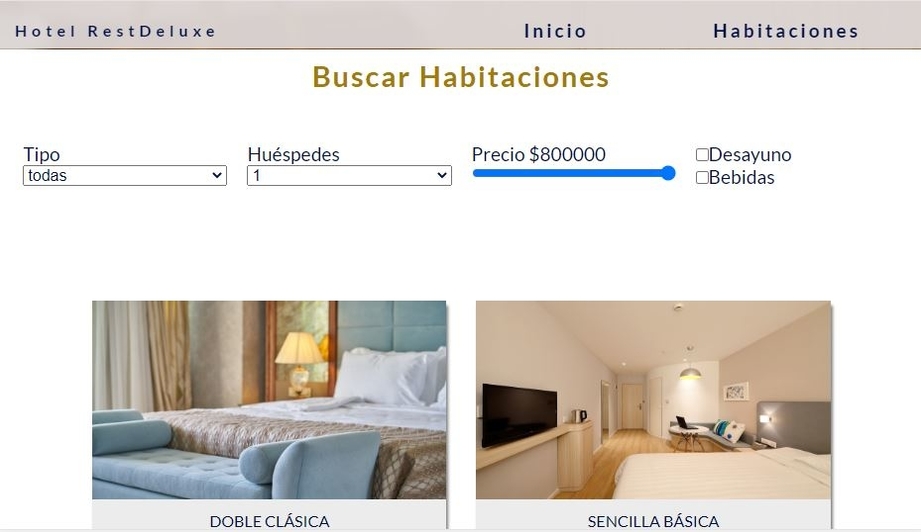 Hotel RestDeluxe Inicio Habitaciones
Buscar Habitaciones
Tipo Huéspedes Precio $800000 Desayuno
todas 1 Bebidas
DOBLE CLÁSICA SENCILLA BÁSICA